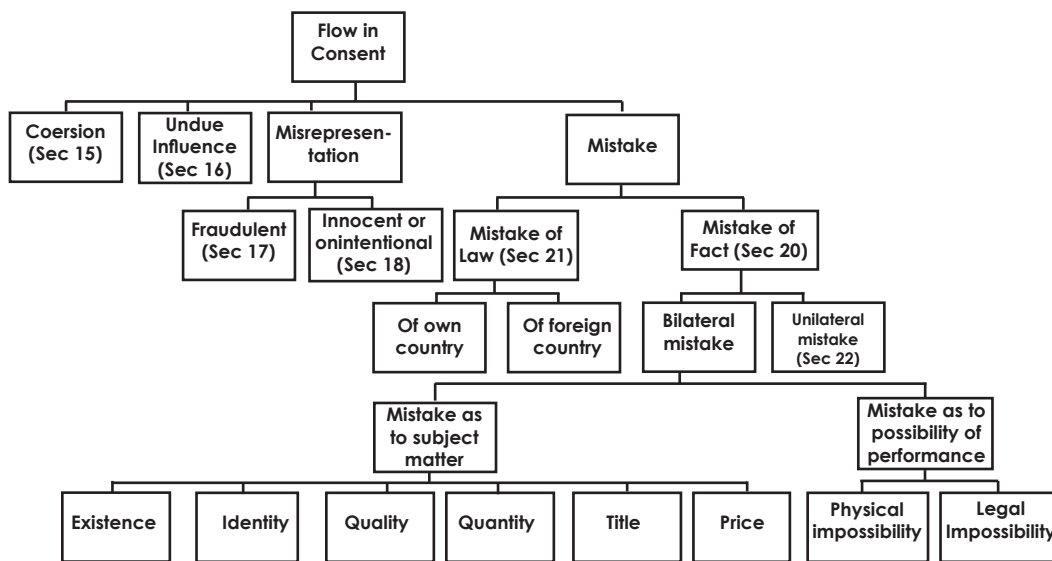 Flow in
Consent
Coersion
(Sec 15)
Undue
Influence
(Sec 16)
Misrepresen-
tation
Mistake
Fraudulent
(Sec 17)
Innocent or
onintentional
(Sec 18)
Mistake of
Law (Sec 21)
Mistake of
Fact (Sec 20)
Of own
country
Of foreign
country
Bilateral
mistake
Unilateral
mistake
(Sec 22)
Mistake as
to subject
matter
Mistake as to
possibility of
performance
Existence
Identity
Quality
Quantity
Title
Price
Physical
impossibility
Legal
Impossibility